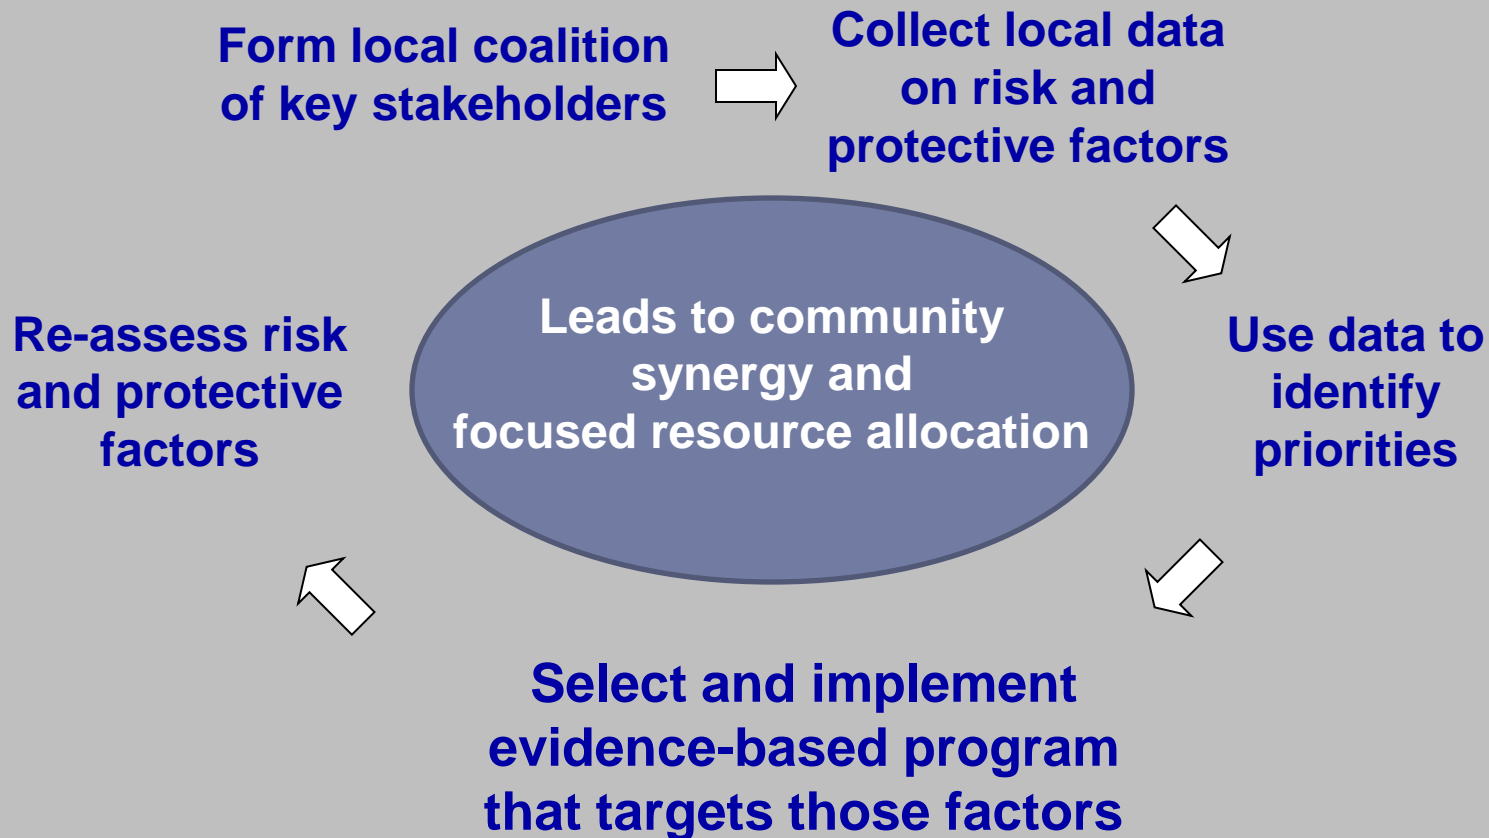 Form local coalition
of key stakeholders
Collect local data
on risk and
protective factors
Use data to
identify
priorities
Select and implement
evidence-based program
that targets those factors
Re-assess risk
and protective
factors
Leads to community
synergy and
focused resource allocation